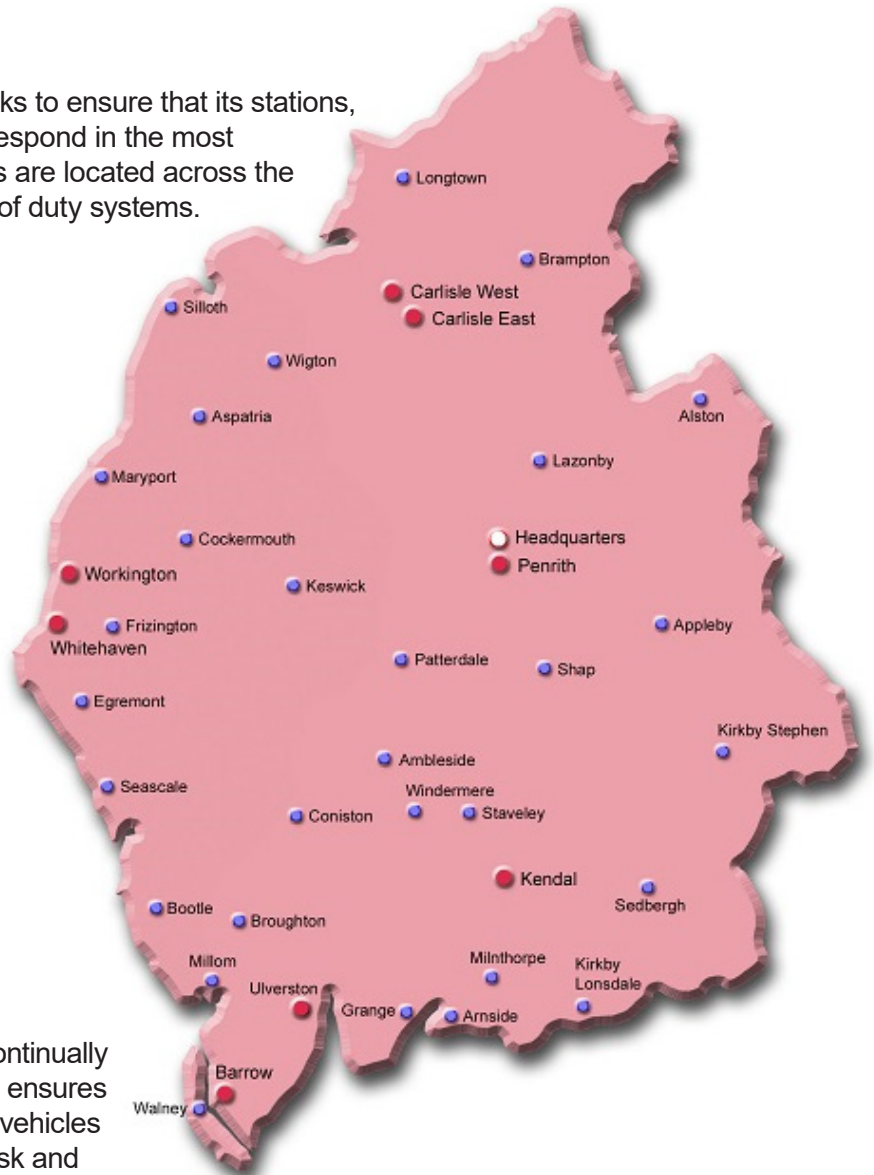 ks to ensure that its stations,
espond in the most
s are located across the
of duty systems.
Longtown
Brampton
Carlisle West
Carlisle East
Silloth
Wigton
Aspatria
Alston
Lazonby
Maryport
Cockermouth
Headquarters
Penrith
Workington
Keswick
Frizington
Whitehaven
Appleby
Patterdale
Shap
Egremont
Kirkby Stephen
Ambleside
Seascale
Windermere
Coniston
Staveley
Kendal
Sedbergh
Bootle
Broughton
Millom
Milnthorpe
Kirkby
Lonsdale
Ulverston
Grange
Arnside
ontinually
ensures
vehicles
sk and
Barrow
Walney